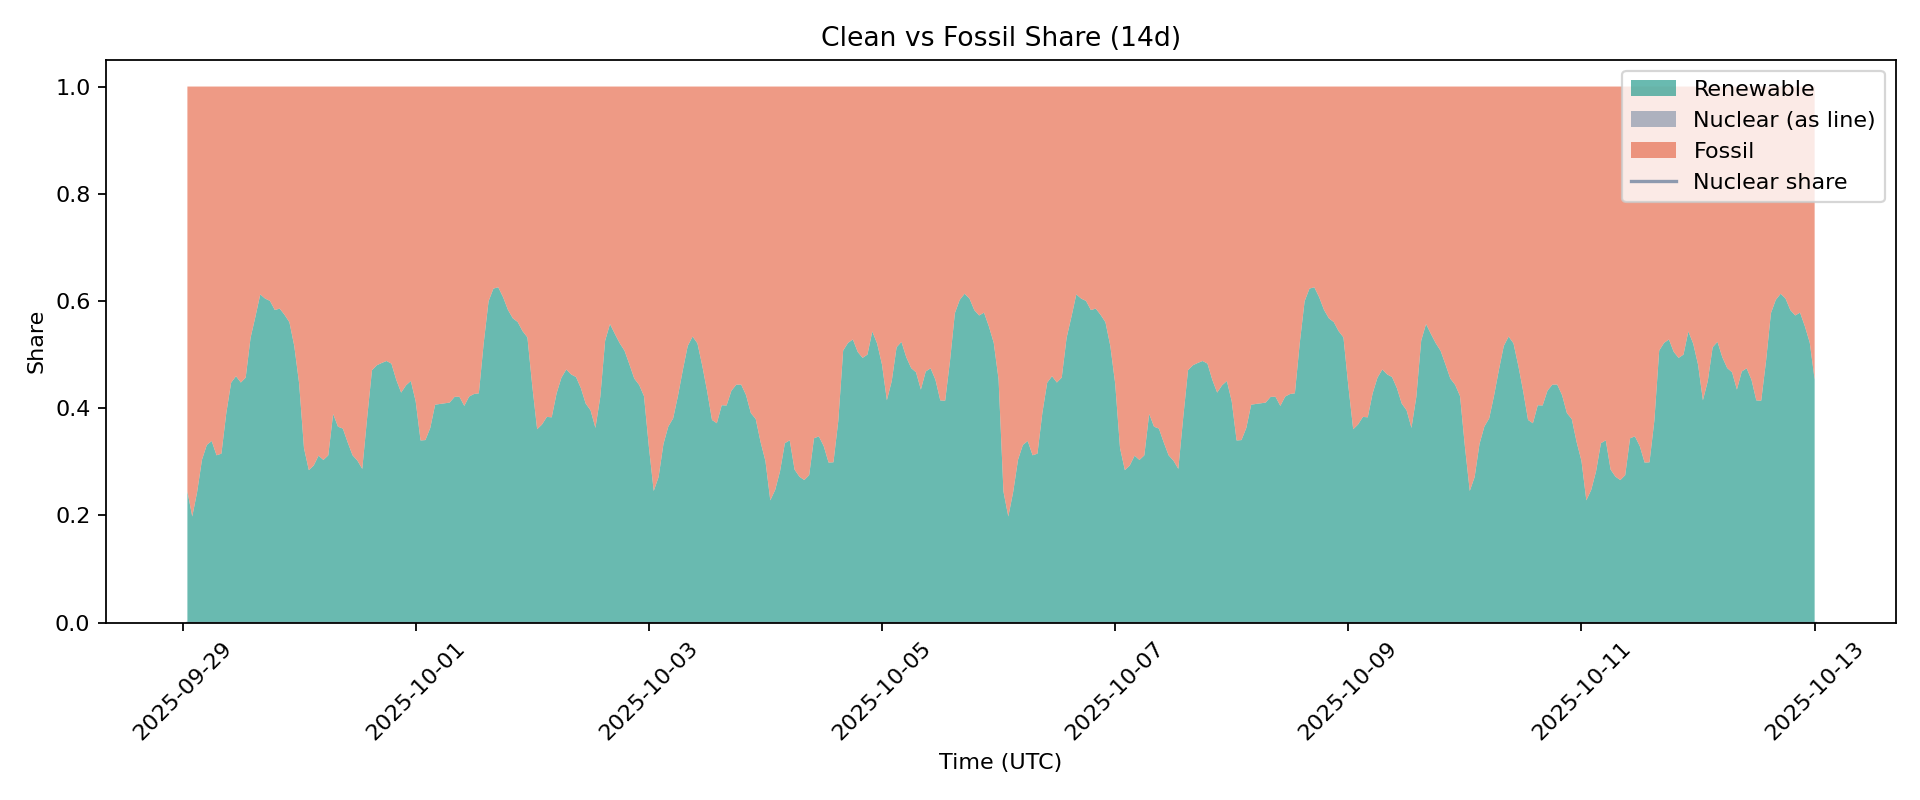 Clean vs Fossil Share (14d)
Renewable
Nuclear (as line)
Fossil
Nuclear share
Share
1.0
0.8
0.6
0.4
0.2
0.0
2025-09-29
2025-10-01
2025-10-03
2025-10-05
2025-10-07
2025-10-09
2025-10-11
2025-10-13
Time (UTC)